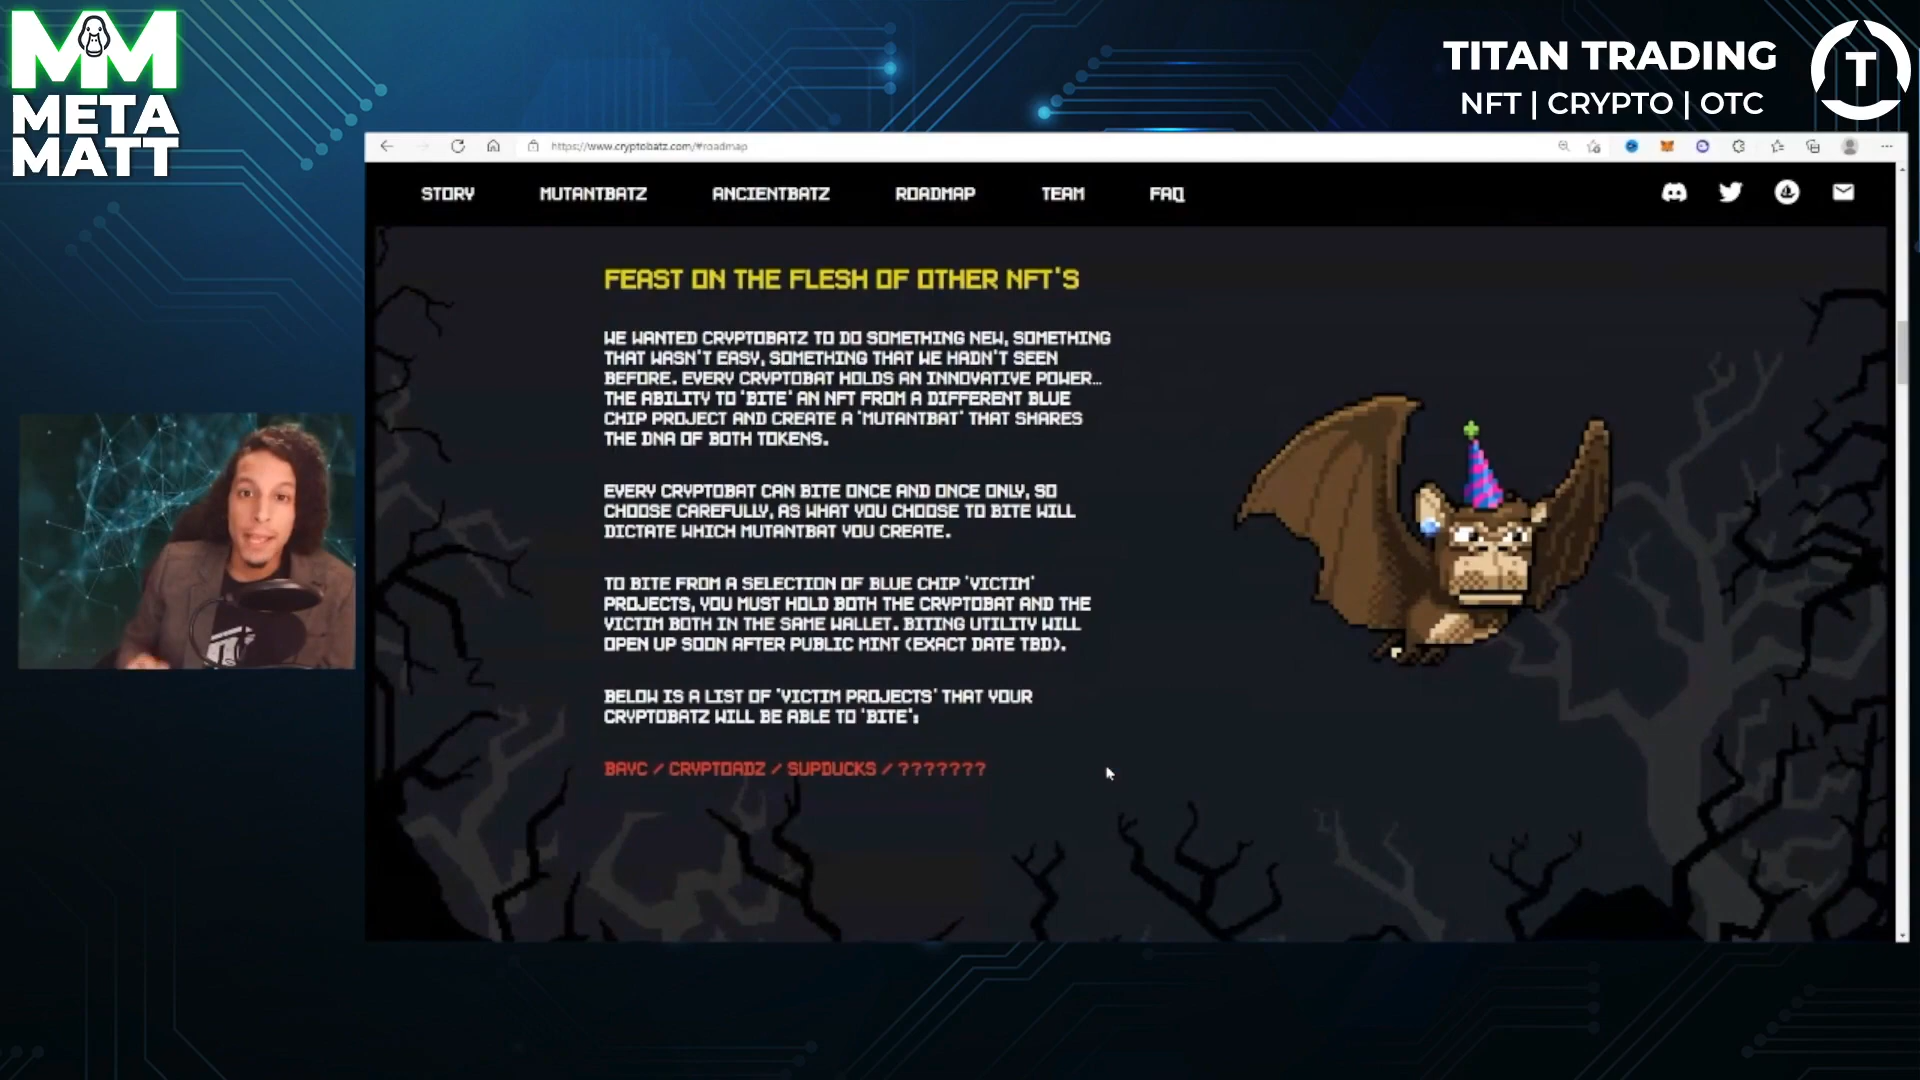 MM
META
MATT
TITAN TRADING
NFT | CRYPTO | OTC
T
https://www.cryptobatz.com/#roadmap
STORY MUTANTBATZ ANCIENTBATZ ROADMAP TEAM FAQ
FEAST ON THE FLESH OF OTHER NFT'S
WE WANTED CRYPTOBATZ TO DO SOMETHING NEW, SOMETHING
THAT WASN'T EASY, SOMETHING THAT WE HADN'T SEEN
BEFORE. EVERY CRYPTOBAT HOLDS AN INNOVATIVE POWER...
THE ABILITY TO 'BITE' AN NFT FROM A DIFFERENT BLUE
CHIP PROJECT AND CREATE A 'MUTANTBAT' THAT SHARES
THE DNA OF BOTH TOKENS.
EVERY CRYPTOBAT CAN BITE ONCE AND ONCE ONLY, SO
CHOOSE CAREFULLY, AS WHAT YOU CHOOSE TO BITE WILL
DICTATE WHICH MUTANTBAT YOU CREATE.
TO BITE FROM A SELECTION OF BLUE CHIP 'VICTIM'
PROJECTS, YOU MUST HOLD BOTH THE CRYPTOBAT AND THE
VICTIM BOTH IN THE SAME WALLET. BITING UTILITY WILL
OPEN UP SOON AFTER PUBLIC MINT (EXACT DATE TBD).
BELOW IS A LIST OF 'VICTIM PROJECTS' THAT YOUR
CRYPTOBATZ WILL BE ABLE TO 'BITE':
BAYC / CRYPTOADZ / SUPDUCKS / ???????